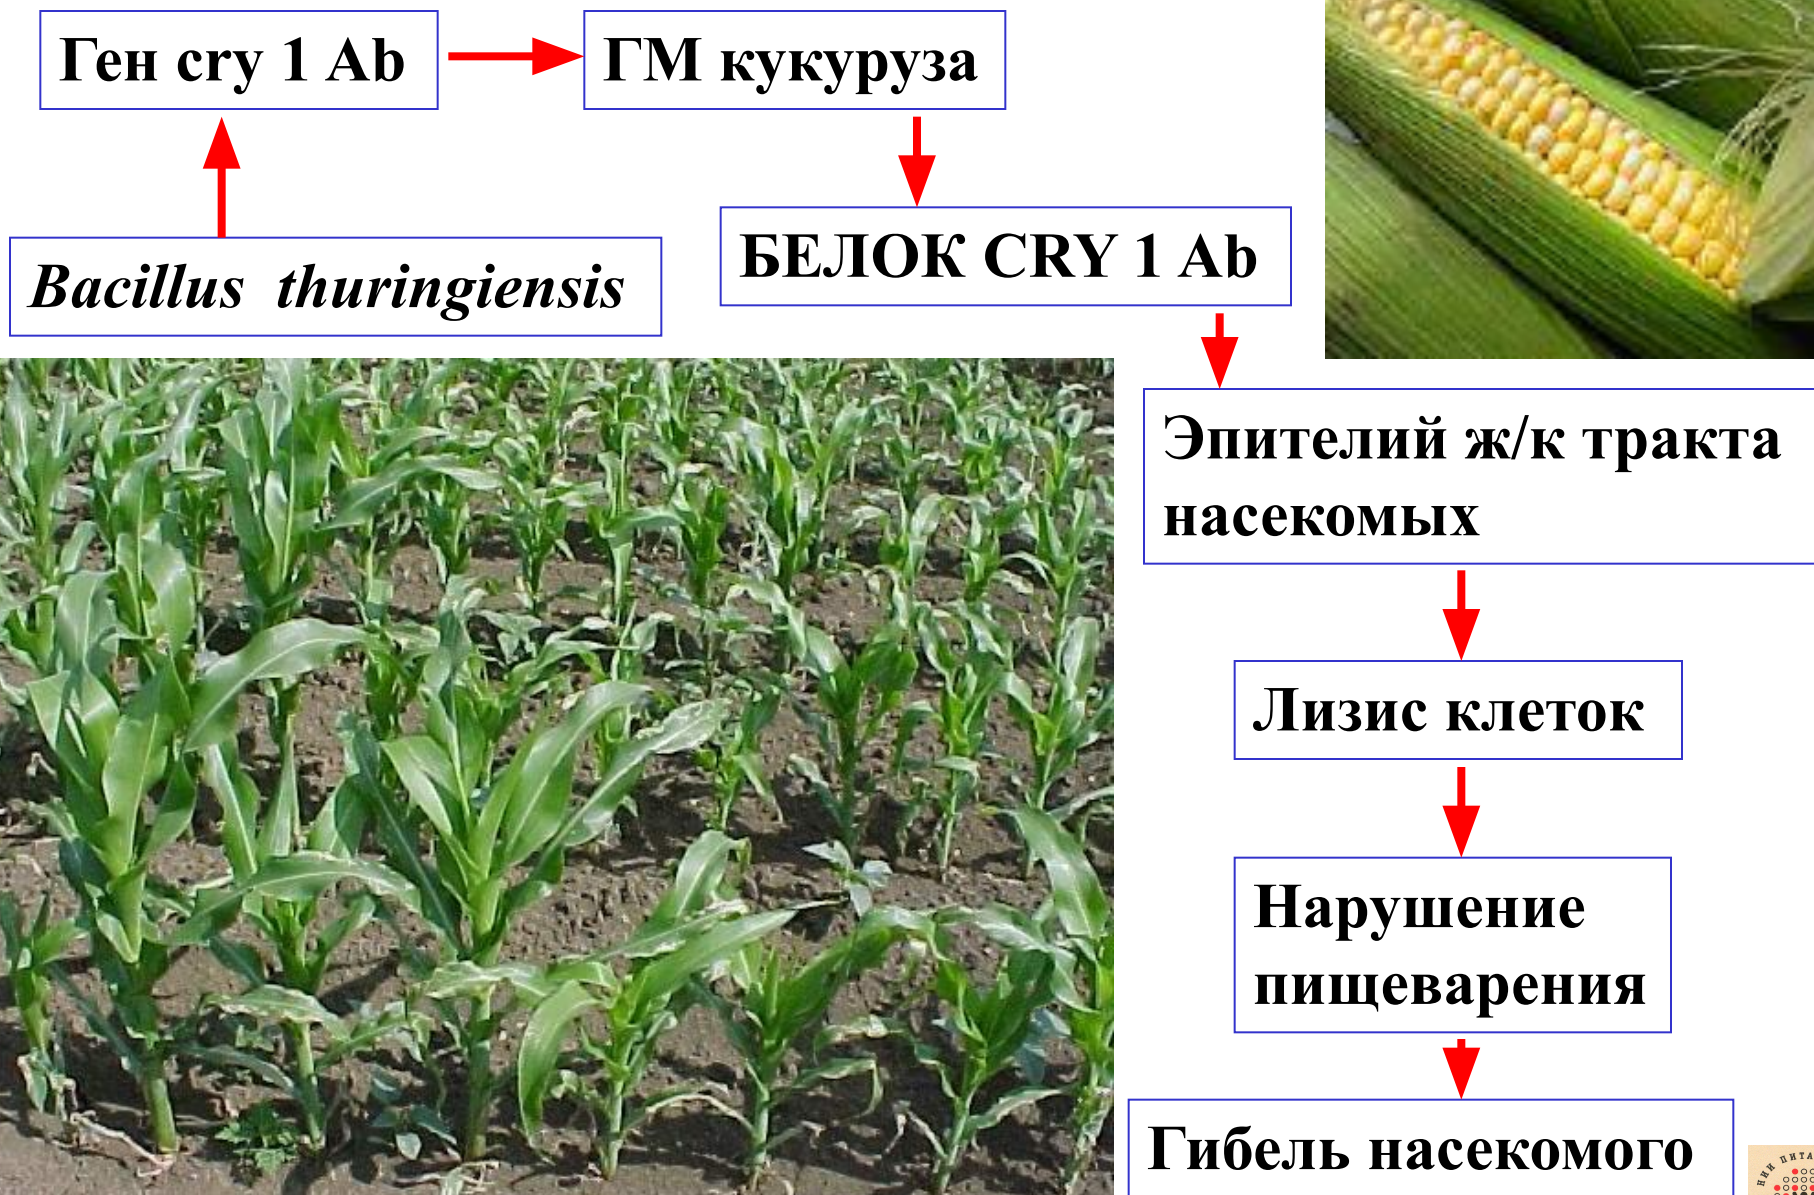 Ген cry 1 Ab
ГМ кукуруза
Bacillus thuringiensis
БЕЛОК CRY 1 Ab
Эпителий ж/к тракта
насекомых
Лизис клеток
Нарушение
пищеварения
Гибель насекомого